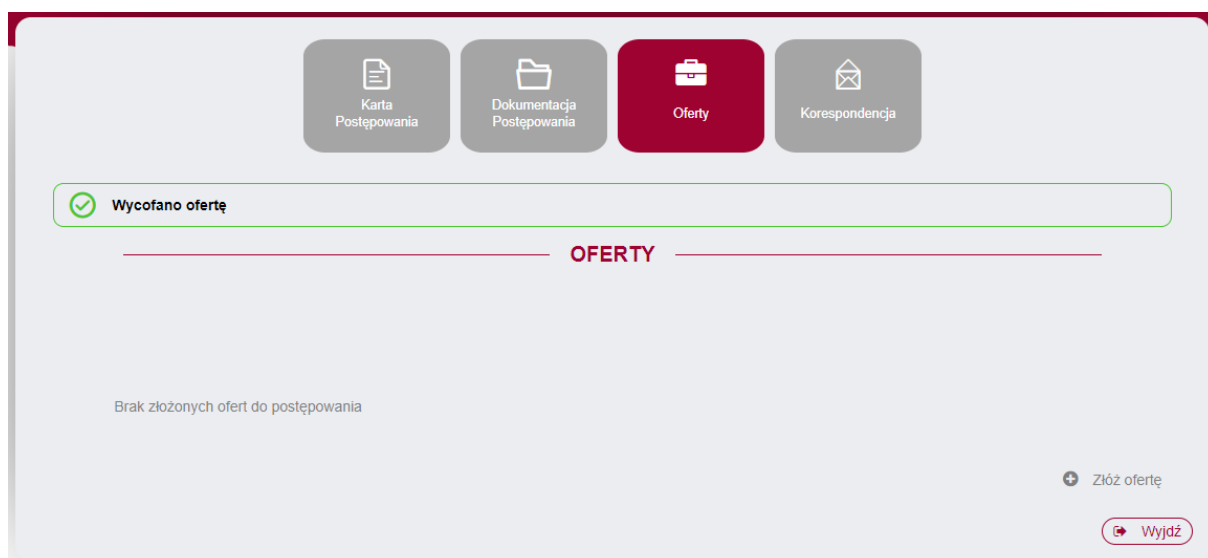 Karta
Postępowania
Dokumentacja
Postępowania
Oferty
Korespondencja
Wycofano ofertę
OFERTY
Brak złożonych ofert do postępowania
Złóż ofertę
Wyjdź